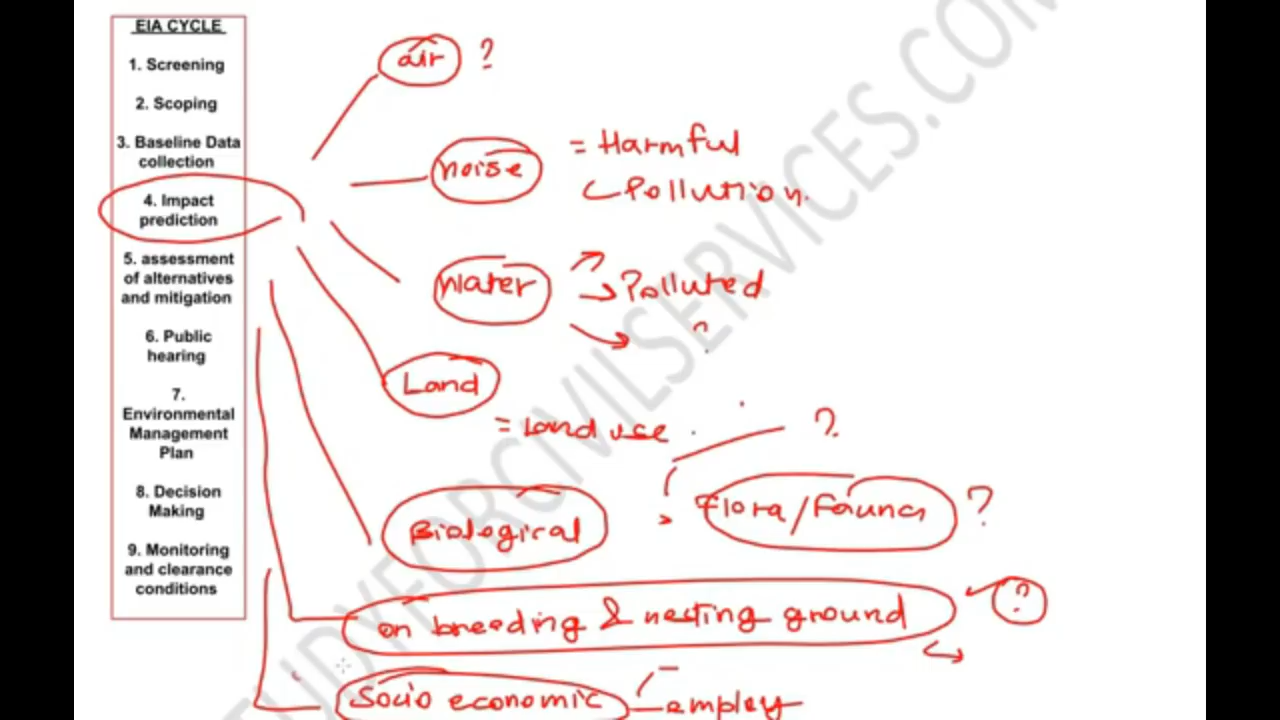 EIA CYCLE
1. Screening
2. Scoping
3. Baseline Data
collection
4. Impact
prediction
5. assessment
of alternatives
and mitigation
6. Public
hearing
7.
Environmental
Management
Plan
8. Decision
Making
9. Monitoring
and clearance
conditions
air ?
noise = Harmful
Pollution.
Water → Polluted
?
Land
= Land use
?
Biological Flora/Fauna ?
on breeding & nesting ground ?
Socio economic - employ
STUDYFORCIVILSERVICES.COM